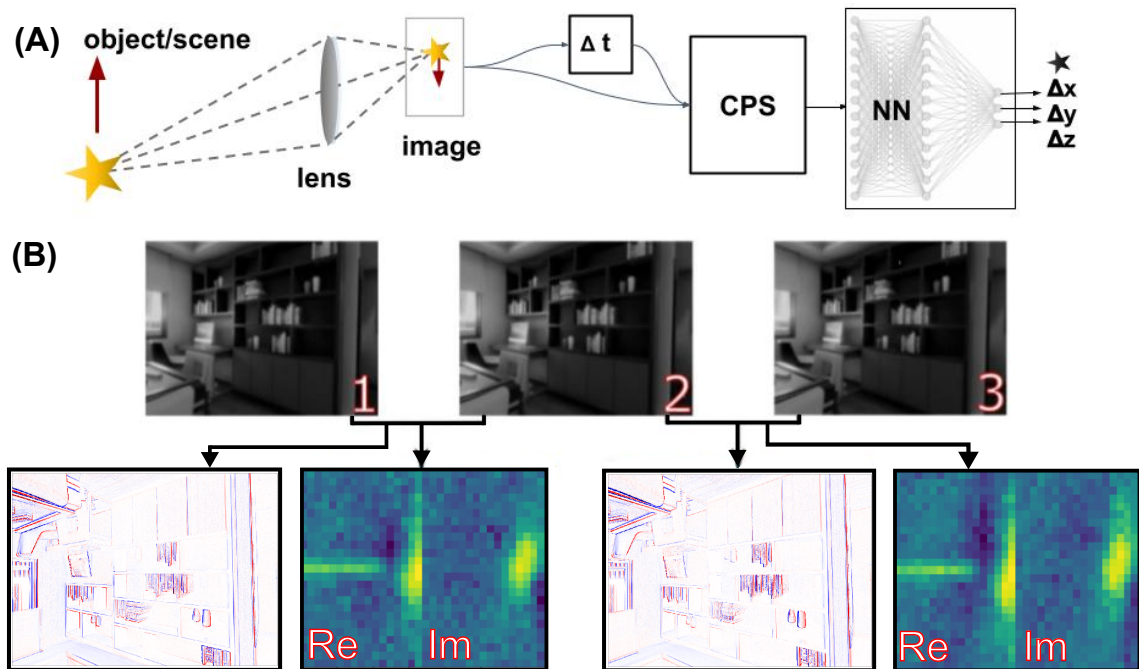 (A)
object/scene
lens
image
Δ t
CPS
NN
Δx
Δy
Δz
(B)
1
2
3
Re
Im
Re
Im